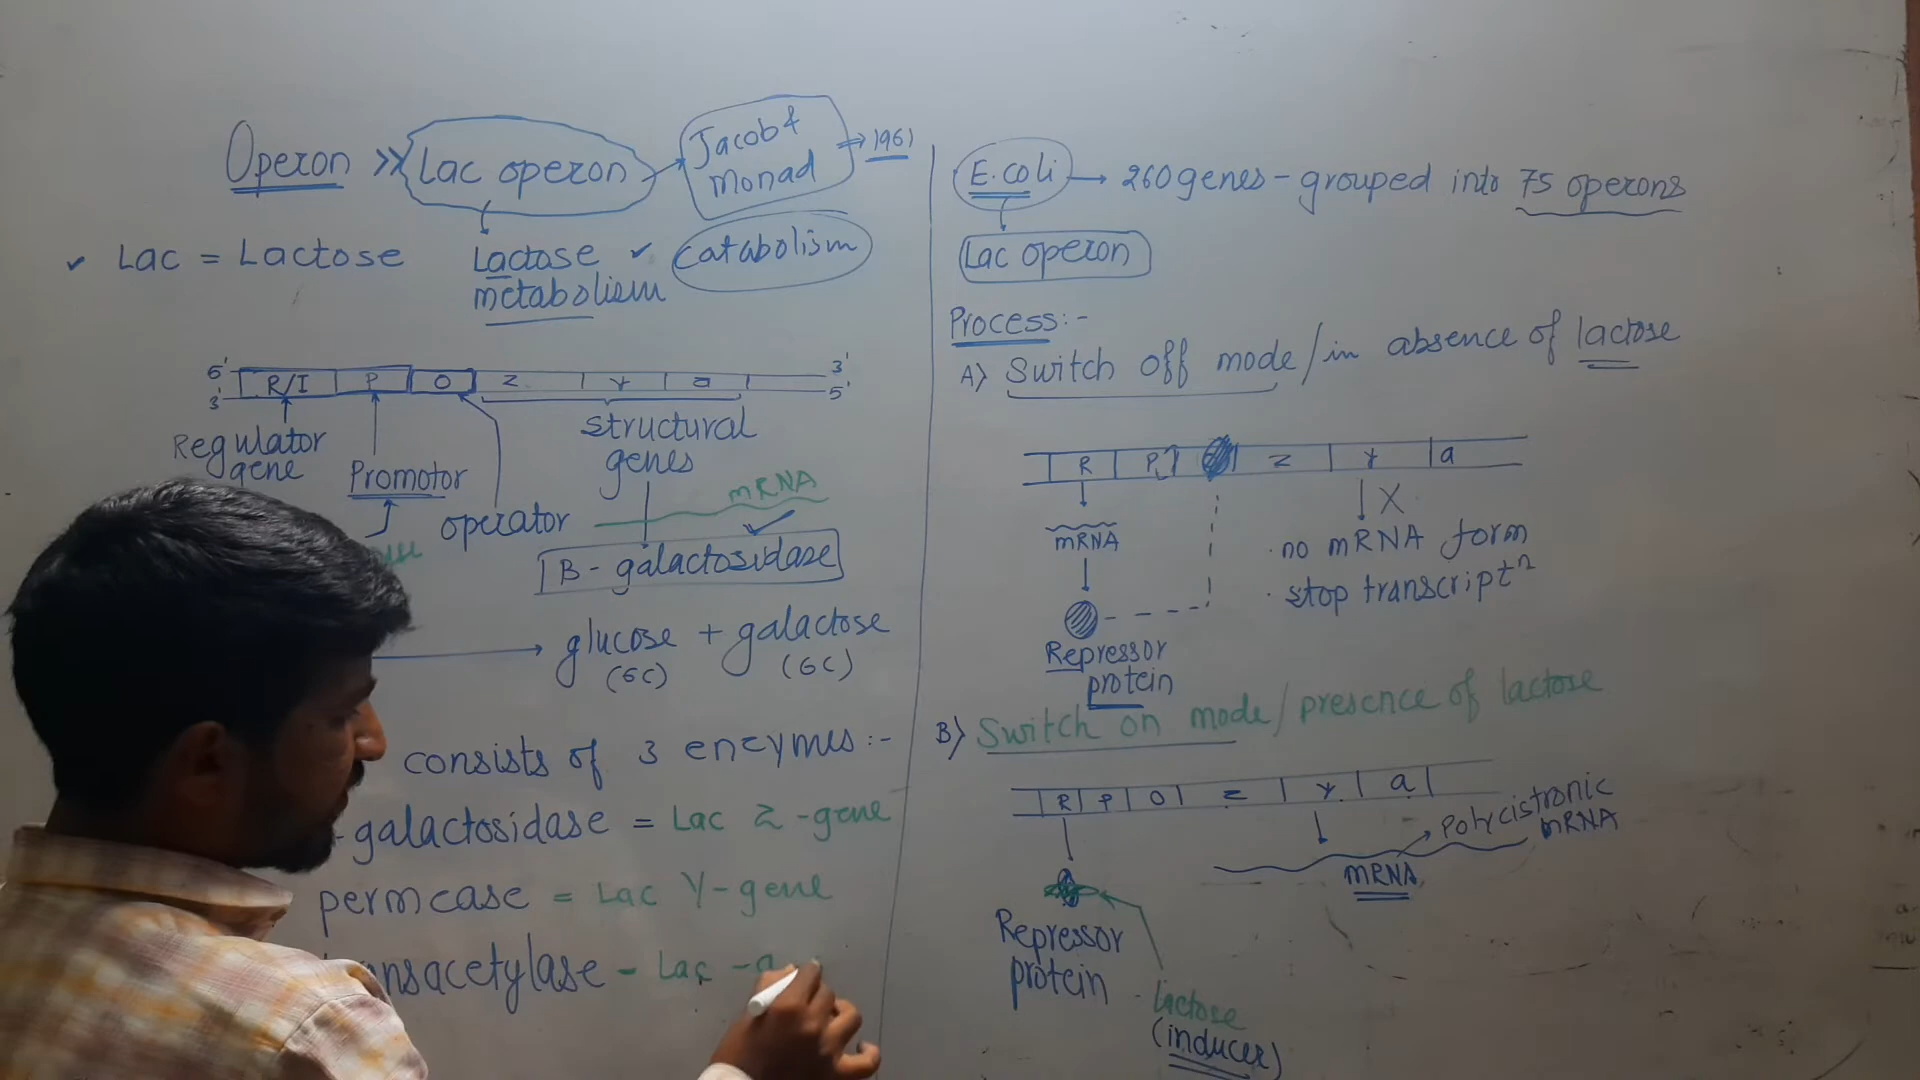 Operon >> Lac operon → Jacob & monad → 1961
✓ Lac = Lactose
Lactose metabolism ✓ catabolism
5' R/I P O z y a 3'
3' 5'
Regulator gene
Promotor
operator
structural genes
mRNA
B-galactosidase ✓
→ glucose + galactose
(6C) (6C)
consists of 3 enzymes:-
galactosidase = Lac z-gene
permease = Lac Y-gene
Lac - a
E.coli → 260 genes - grouped into 75 operons
Lac operon
Process:-
A) Switch off mode/in absence of lactose
R P z y a
X
mRNA
· no mRNA form
· stop transcriptⁿ
Repressor protein
B) Switch on mode/presence of lactose
R P O z y a
Polycistronic mRNA
mRNA
Repressor protein
- lactose
(inducer)